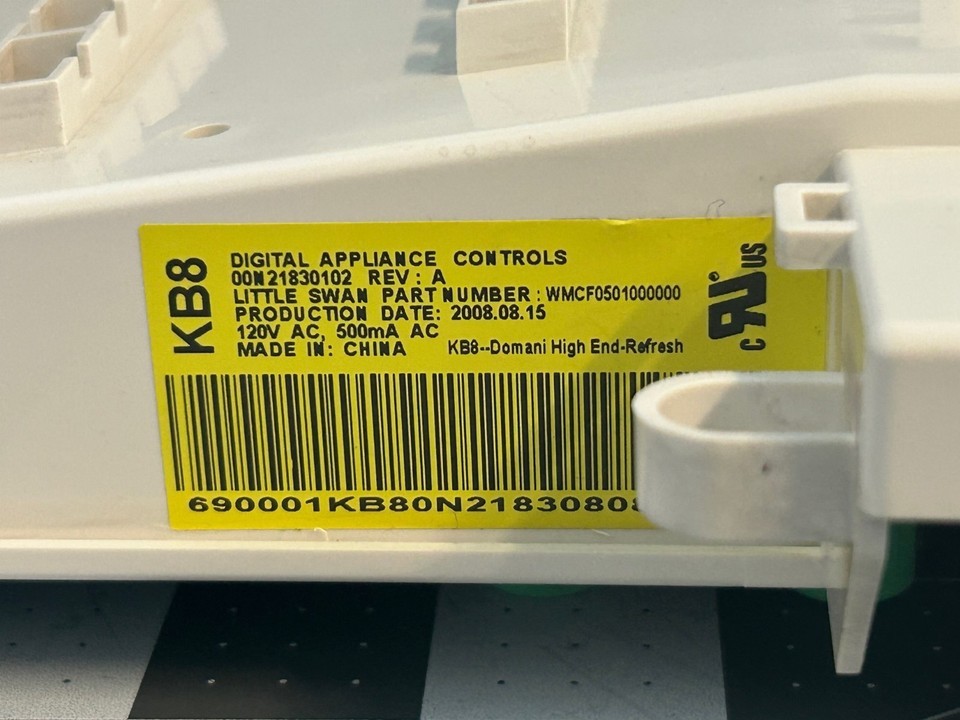 KB8
DIGITAL APPLIANCE CONTROLS
00N21830102 REV: A
LITTLE SWAN PART NUMBER: WMCF0501000000
PRODUCTION DATE: 2008.08.15
120V AC, 500mA AC
MADE IN: CHINA KB8--Domani High End-Refresh
C UR US
690001KB80N2183080